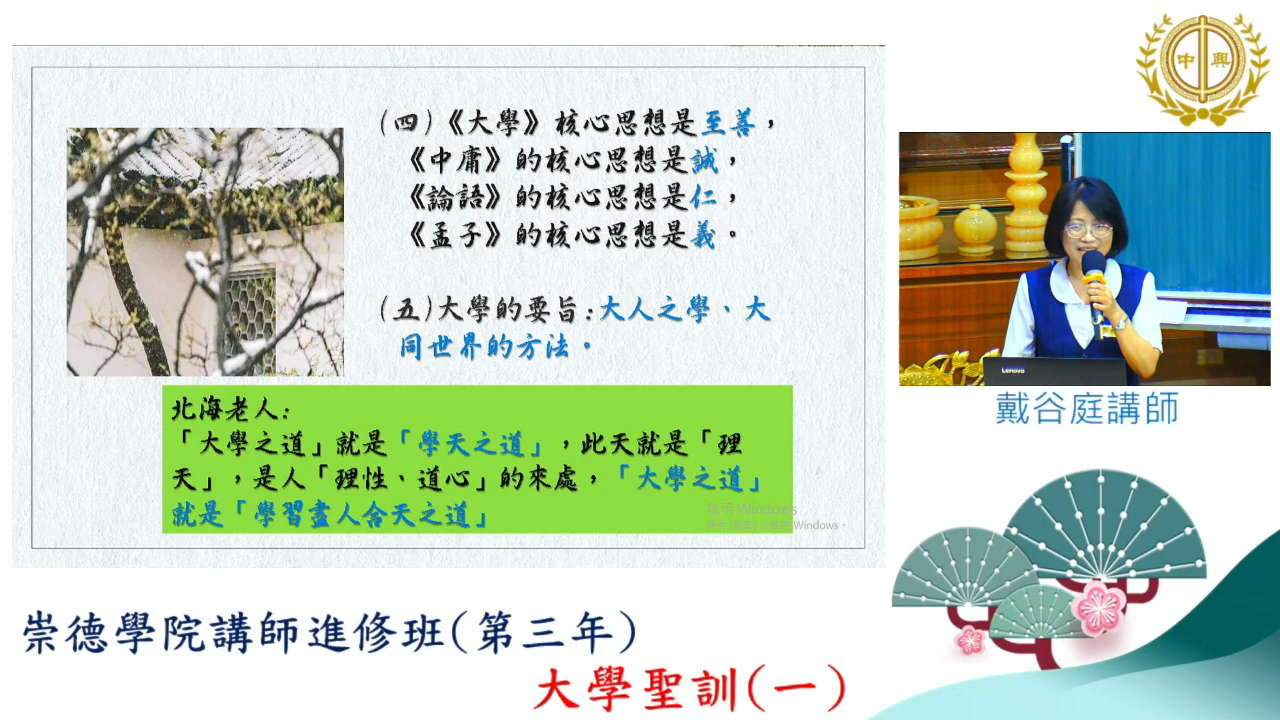 (四)《大學》核心思想是至善，
《中庸》的核心思想是誠，
《論語》的核心思想是仁，
《孟子》的核心思想是義。
(五)大學的要旨:大人之學、大
同世界的方法。
北海老人:
「大學之道」就是「學天之道」，此天就是「理
天」，是人「理性、道心」的來處，「大學之道」
就是「學習盡人合天之道」
啟用 Windows
Windows。
中興
Lenovo
戴谷庭講師
崇德學院講師進修班(第三年)
大學聖訓(一)